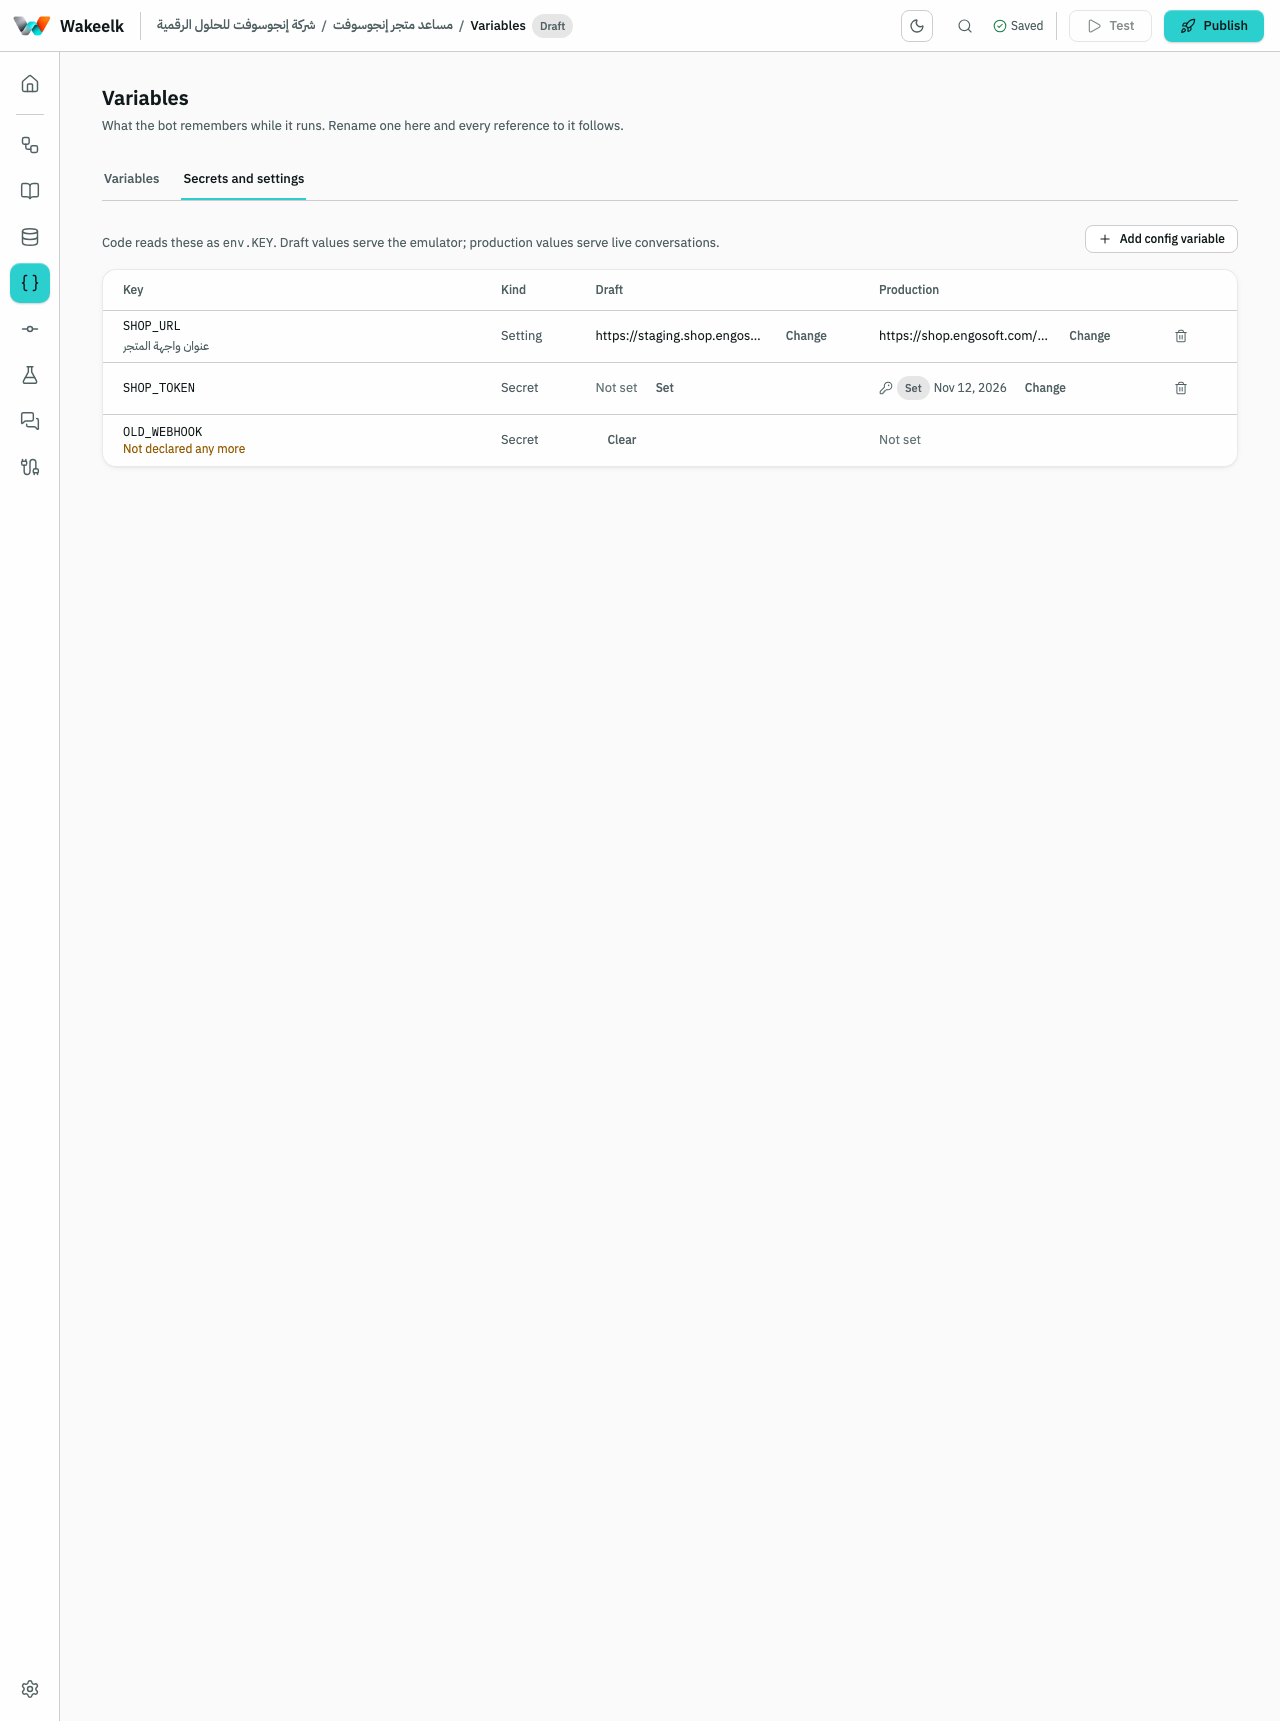 Wakeelk
شركة إنجوسوفت للحلول الرقمية / مساعد متجر إنجوسوفت / Variables Draft
Saved
Test
Publish
Variables
What the bot remembers while it runs. Rename one here and every reference to it follows.
Variables Secrets and settings
Code reads these as env.KEY. Draft values serve the emulator; production values serve live conversations.
Add config variable
Key Kind Draft Production
SHOP_URL Setting https://staging.shop.engos... Change https://shop.engosoft.com/... Change
عنوان واجهة المتجر
SHOP_TOKEN Secret Not set Set Set Nov 12, 2026 Change
OLD_WEBHOOK Secret Clear Not set
Not declared any more